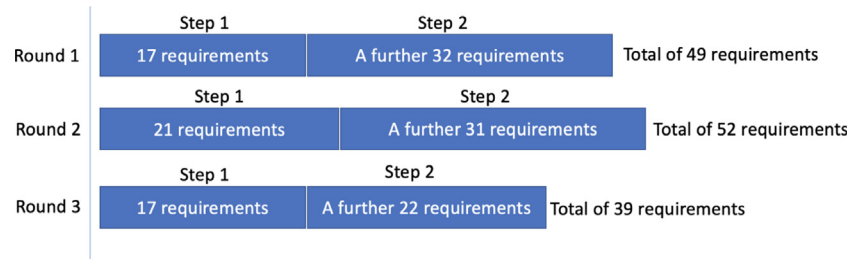 Step 1 Step 2
Round 1 17 requirements A further 32 requirements Total of 49 requirements
Step 1 Step 2
Round 2 21 requirements A further 31 requirements Total of 52 requirements
Step 1 Step 2
Round 3 17 requirements A further 22 requirements Total of 39 requirements